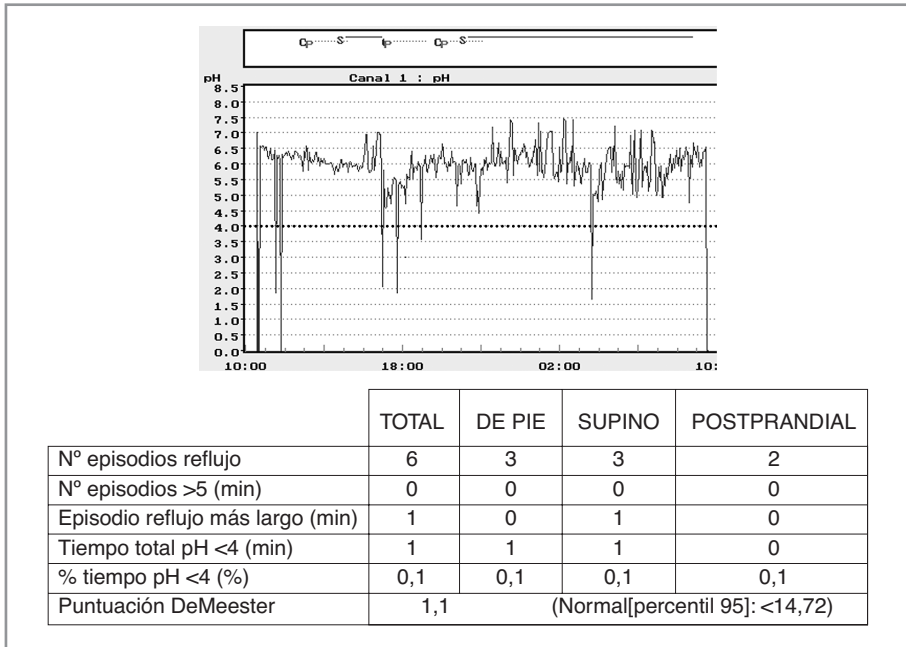 Cp S (p Cp S
pH Canal 1 : pH
8.5
8.0
7.5
7.0
6.5
6.0
5.5
5.0
4.5
4.0
3.5
3.0
2.5
2.0
1.5
1.0
0.5
0.0
10:00 18:00 02:00 10:
TOTAL DE PIE SUPINO POSTPRANDIAL
Nº episodios reflujo 6 3 3 2
Nº episodios >5 (min) 0 0 0 0
Episodio reflujo más largo (min) 1 0 1 0
Tiempo total pH <4 (min) 1 1 1 0
% tiempo pH <4 (%) 0,1 0,1 0,1 0,1
Puntuación DeMeester 1,1 (Normal[percentil 95]: <14,72)